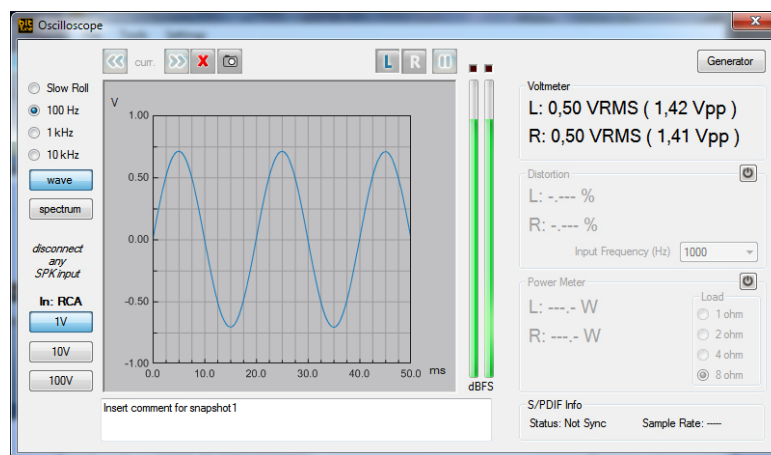 Oscilloscope
curr.
X
L R
Generator
Slow Roll
100 Hz
1 kHz
10 kHz
wave
spectrum
disconnect
any
SPK input
In: RCA
1V
10V
100V
V
1.00
0.50
0.00
-0.50
-1.00
0.0 10.0 20.0 30.0 40.0 50.0 ms
dBFS
Insert comment for snapshot1
Voltmeter
L: 0,50 VRMS ( 1,42 Vpp )
R: 0,50 VRMS ( 1,41 Vpp )
Distortion
L: -.--- %
R: -.--- %
Input Frequency (Hz) 1000
Power Meter
L: ---.- W
R: ---.- W
Load
1 ohm
2 ohm
4 ohm
8 ohm
S/PDIF Info
Status: Not Sync Sample Rate: ----